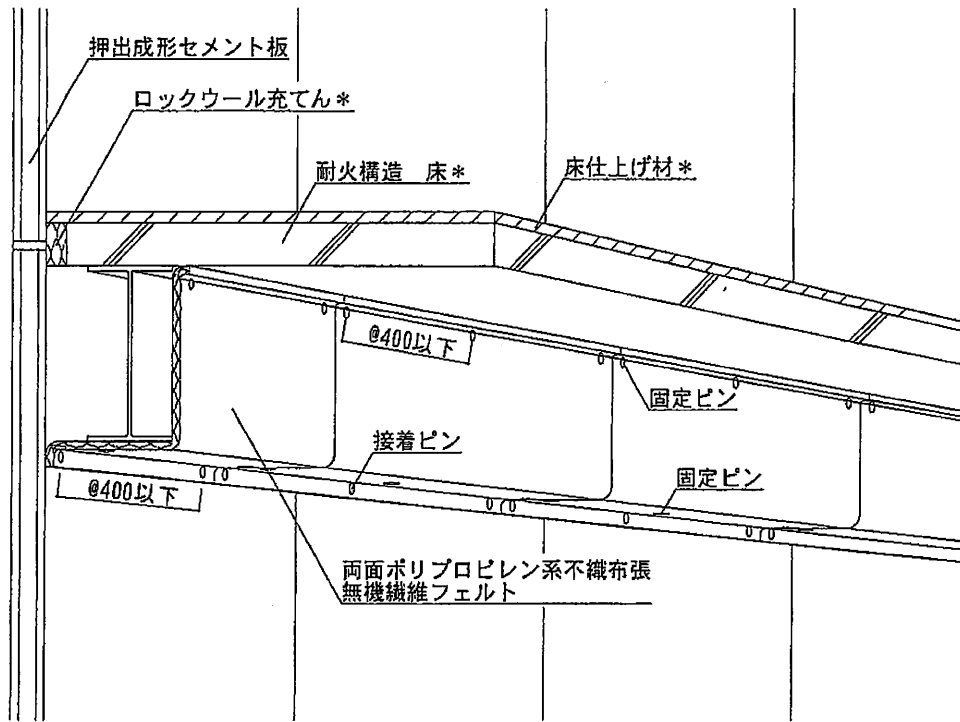 押出成形セメント板
ロックウール充てん＊
耐火構造　床＊
床仕上げ材＊
@400以下
固定ピン
接着ピン
固定ピン
@400以下
両面ポリプロピレン系不織布張
無機繊維フェルト